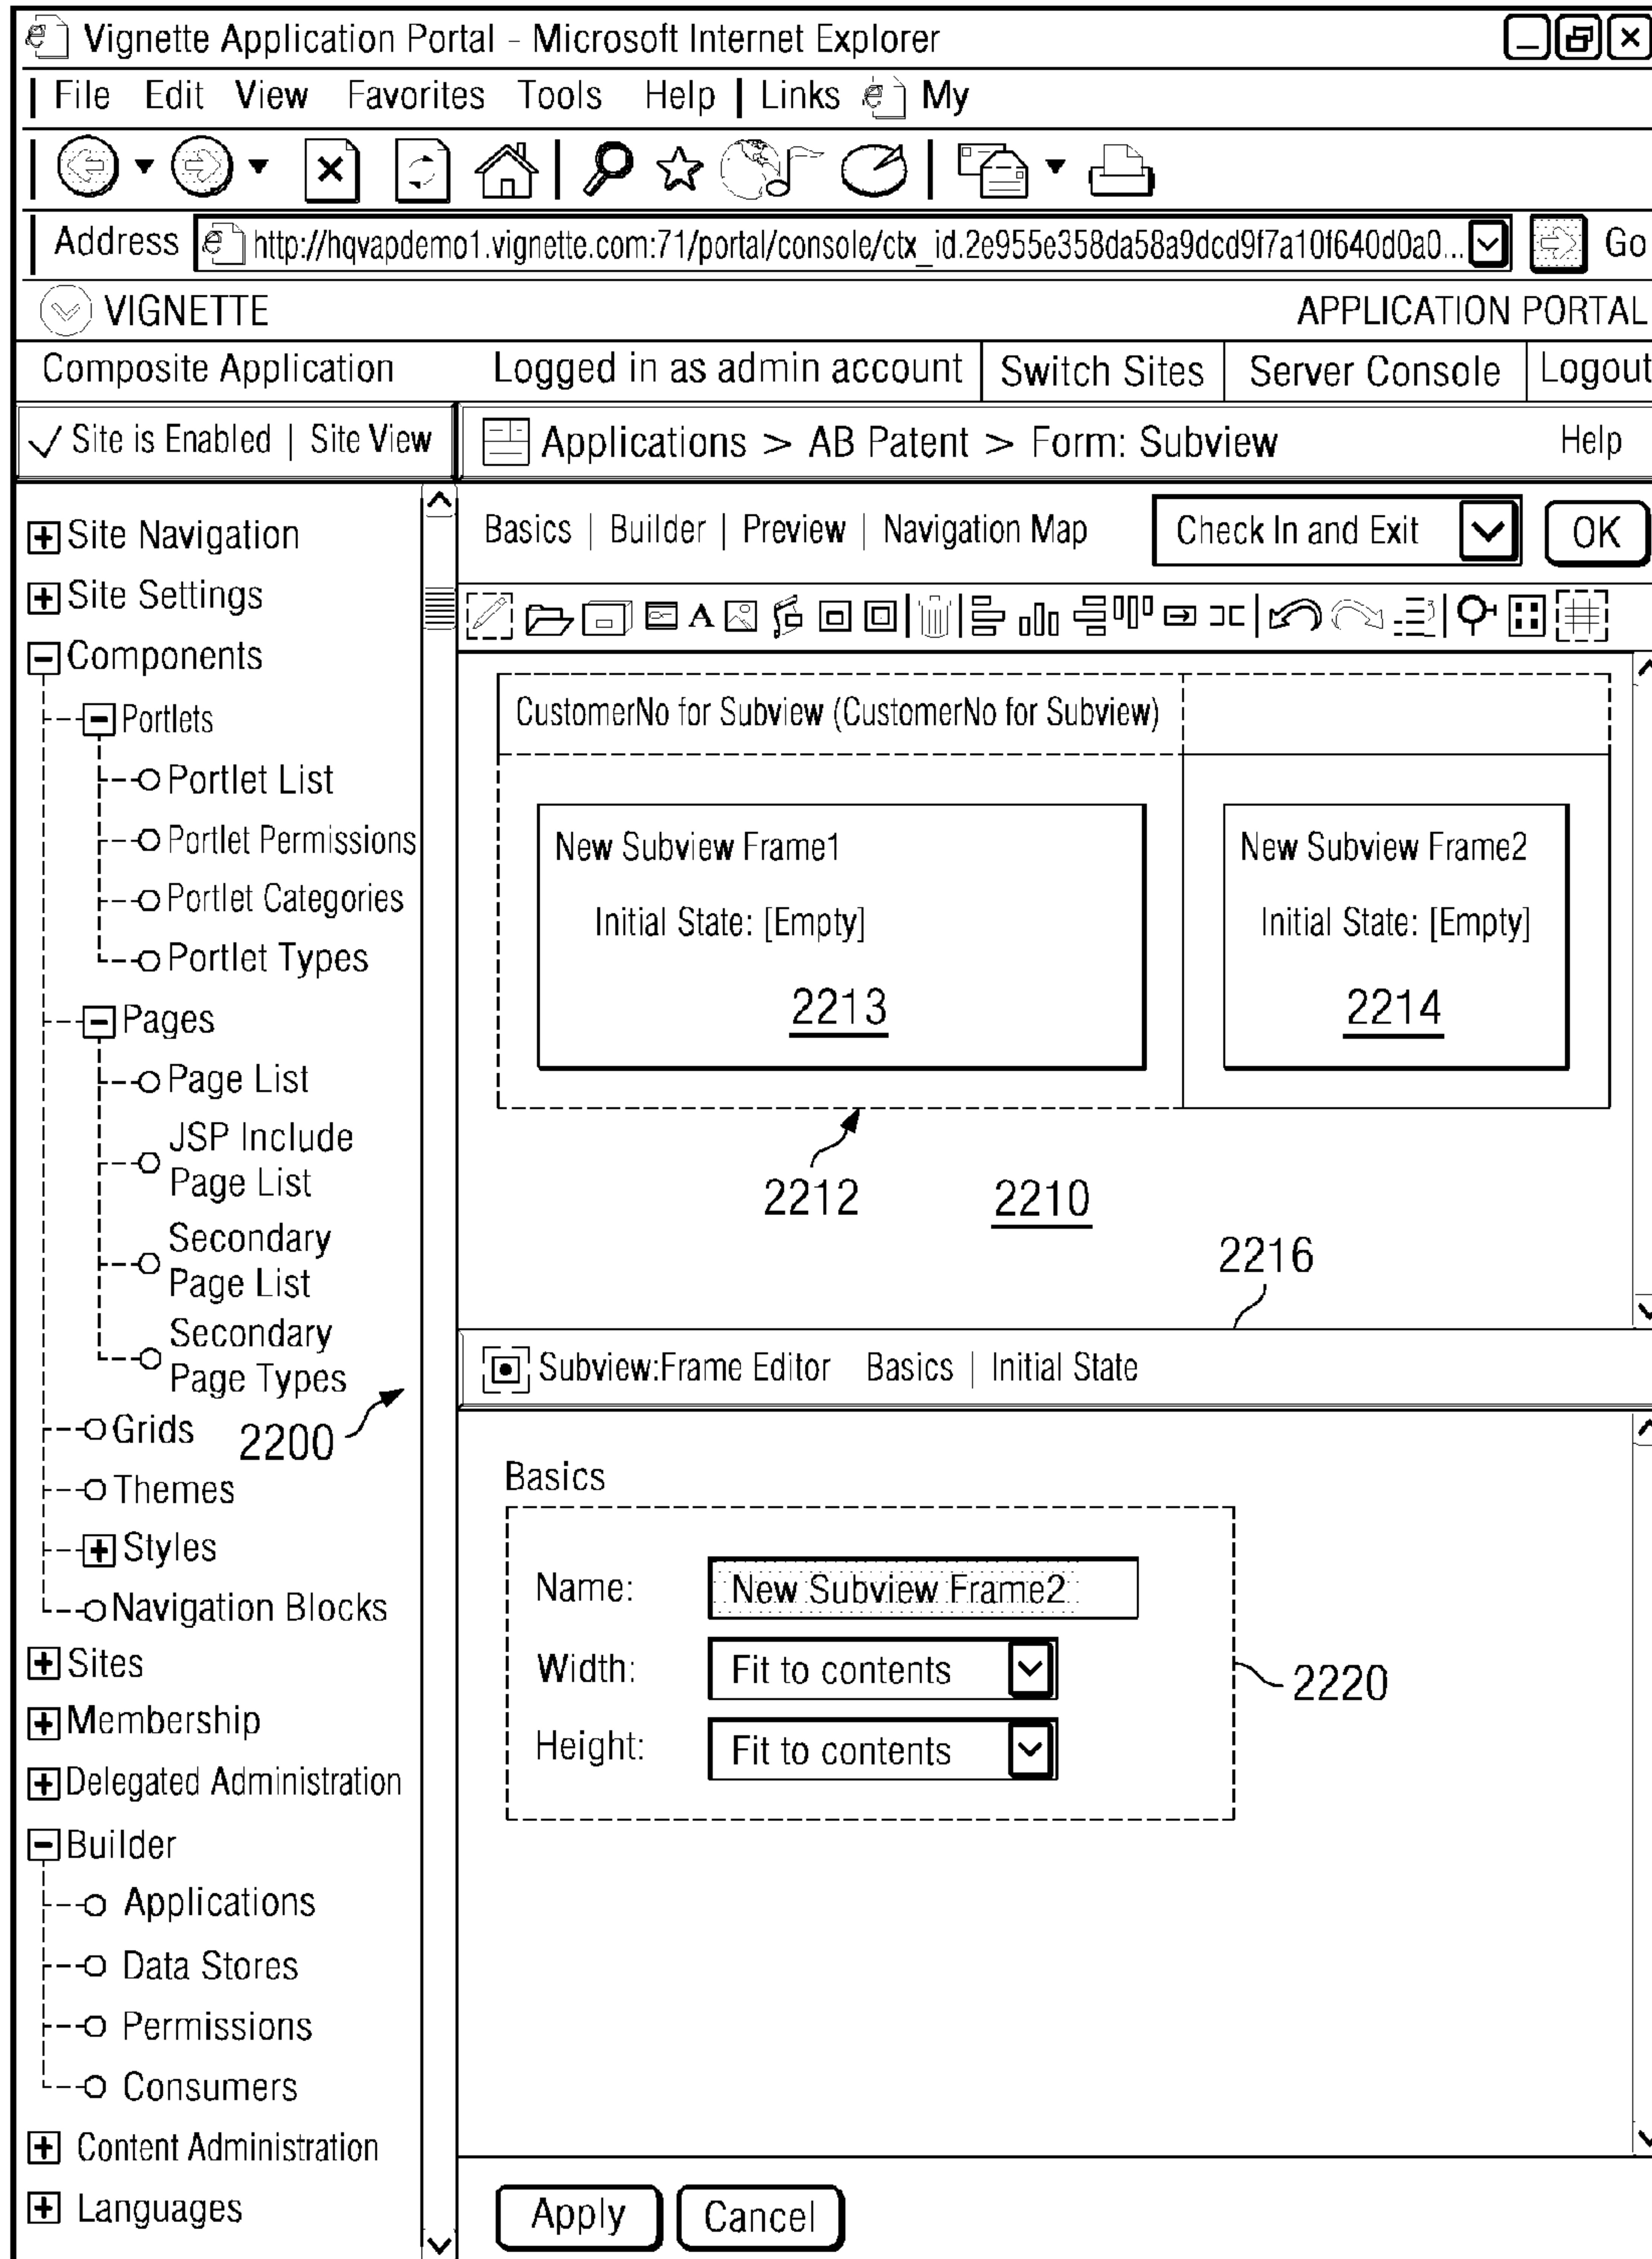 Vignette Application Portal - Microsoft Internet Explorer
File Edit View Favorites Tools Help | Links My
Address http://hqvapdemo1.vignette.com:71/portal/console/ctx_id.2e955e358da58a9dcd9f7a10f640d0a0... Go
VIGNETTE APPLICATION PORTAL
Composite Application Logged in as admin account Switch Sites Server Console Logout
Site is Enabled | Site View Applications > AB Patent > Form: Subview Help
Site Navigation
Site Settings
Components
Portlets
Portlet List
Portlet Permissions
Portlet Categories
Portlet Types
Pages
Page List
JSP Include
Page List
Secondary
Page List
Secondary
Page Types
2200
Grids
Themes
Styles
Navigation Blocks
Sites
Membership
Delegated Administration
Builder
Applications
Data Stores
Permissions
Consumers
Content Administration
Languages
Basics | Builder | Preview | Navigation Map Check In and Exit OK
A
CustomerNo for Subview (CustomerNo for Subview)
New Subview Frame1
Initial State: [Empty]
2213
New Subview Frame2
Initial State: [Empty]
2214
2212 2210
2216
Subview:Frame Editor Basics | Initial State
Basics
Name: New Subview Frame2
Width: Fit to contents
2220
Height: Fit to contents
Apply Cancel